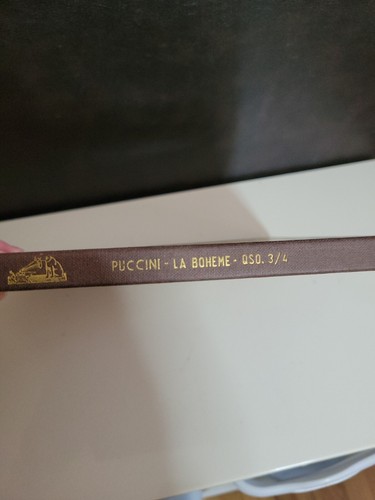 PUCCINI - LA BOHEME - QSO. 3/4